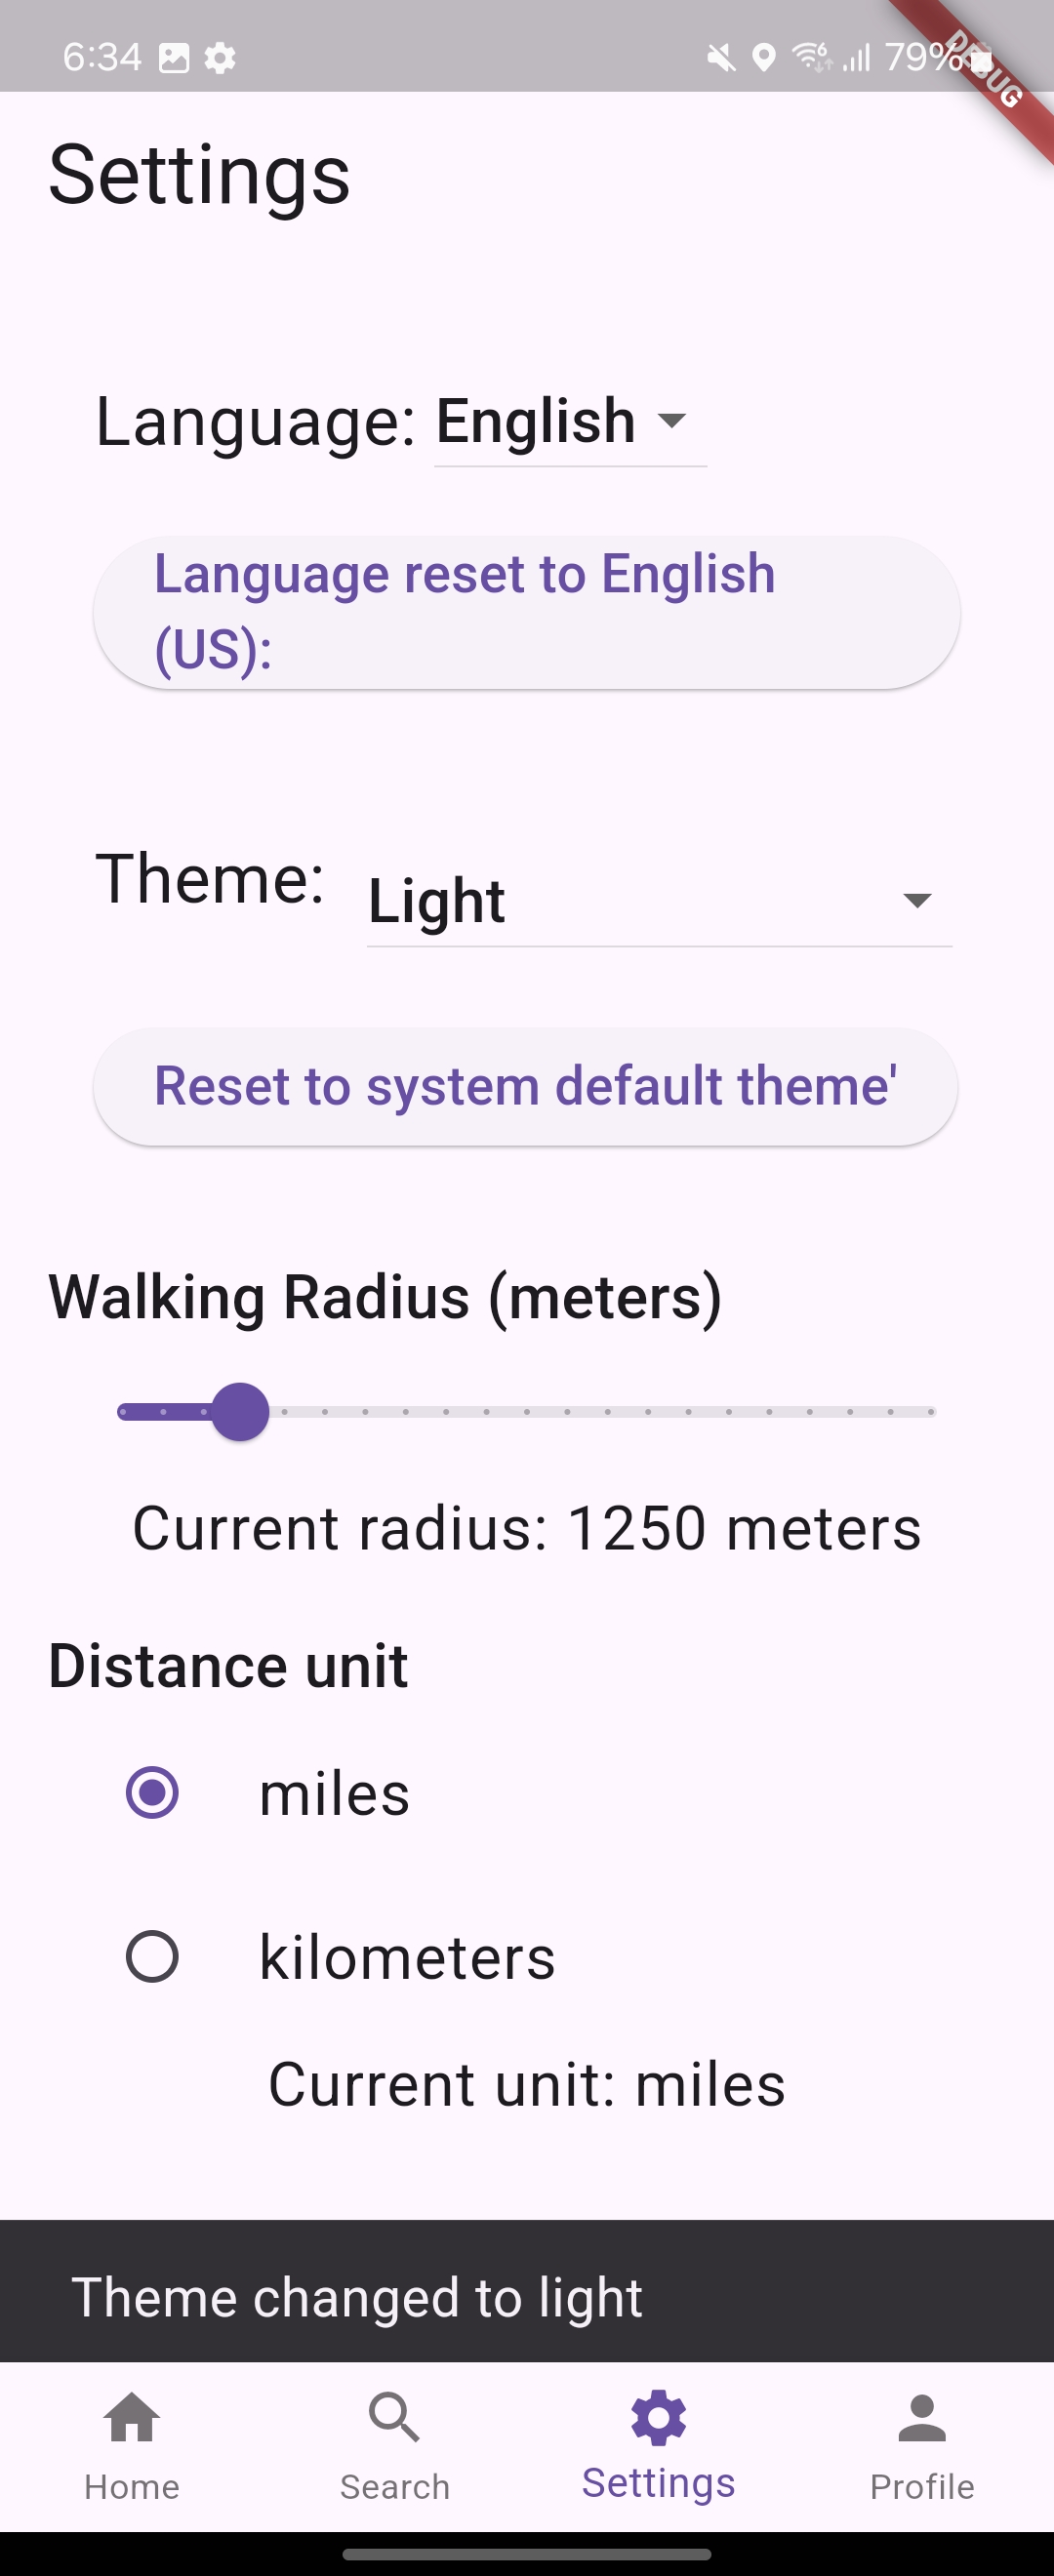 6:34
79%
DEBUG
Settings
Language: English
Language reset to English
(US):
Theme: Light
Reset to system default theme'
Walking Radius (meters)
Current radius: 1250 meters
Distance unit
miles
kilometers
Current unit: miles
Theme changed to light
Home Search Settings Profile